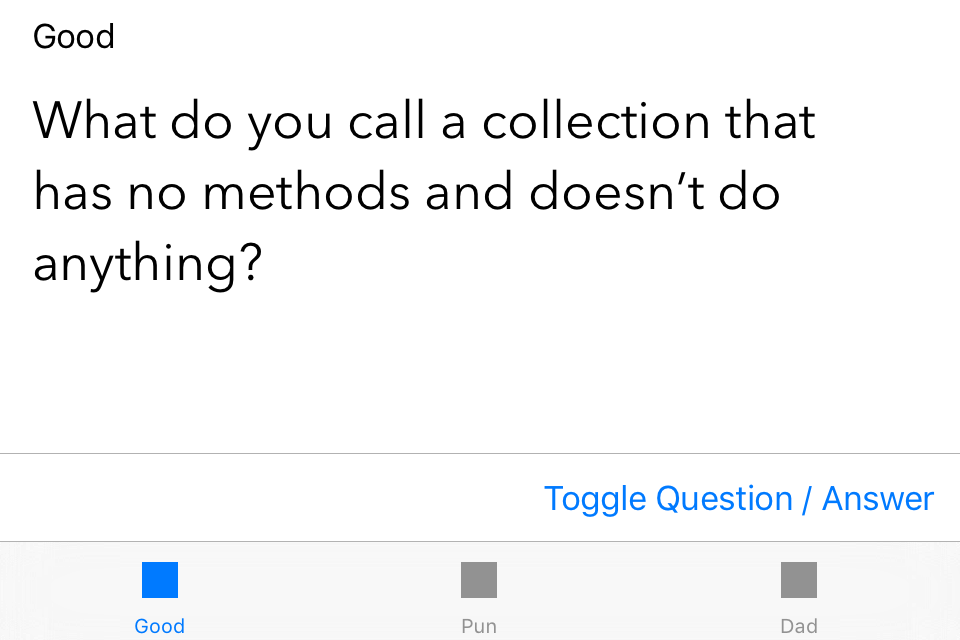 Good
What do you call a collection that
has no methods and doesn’t do
anything?
Toggle Question / Answer
Good
Pun
Dad